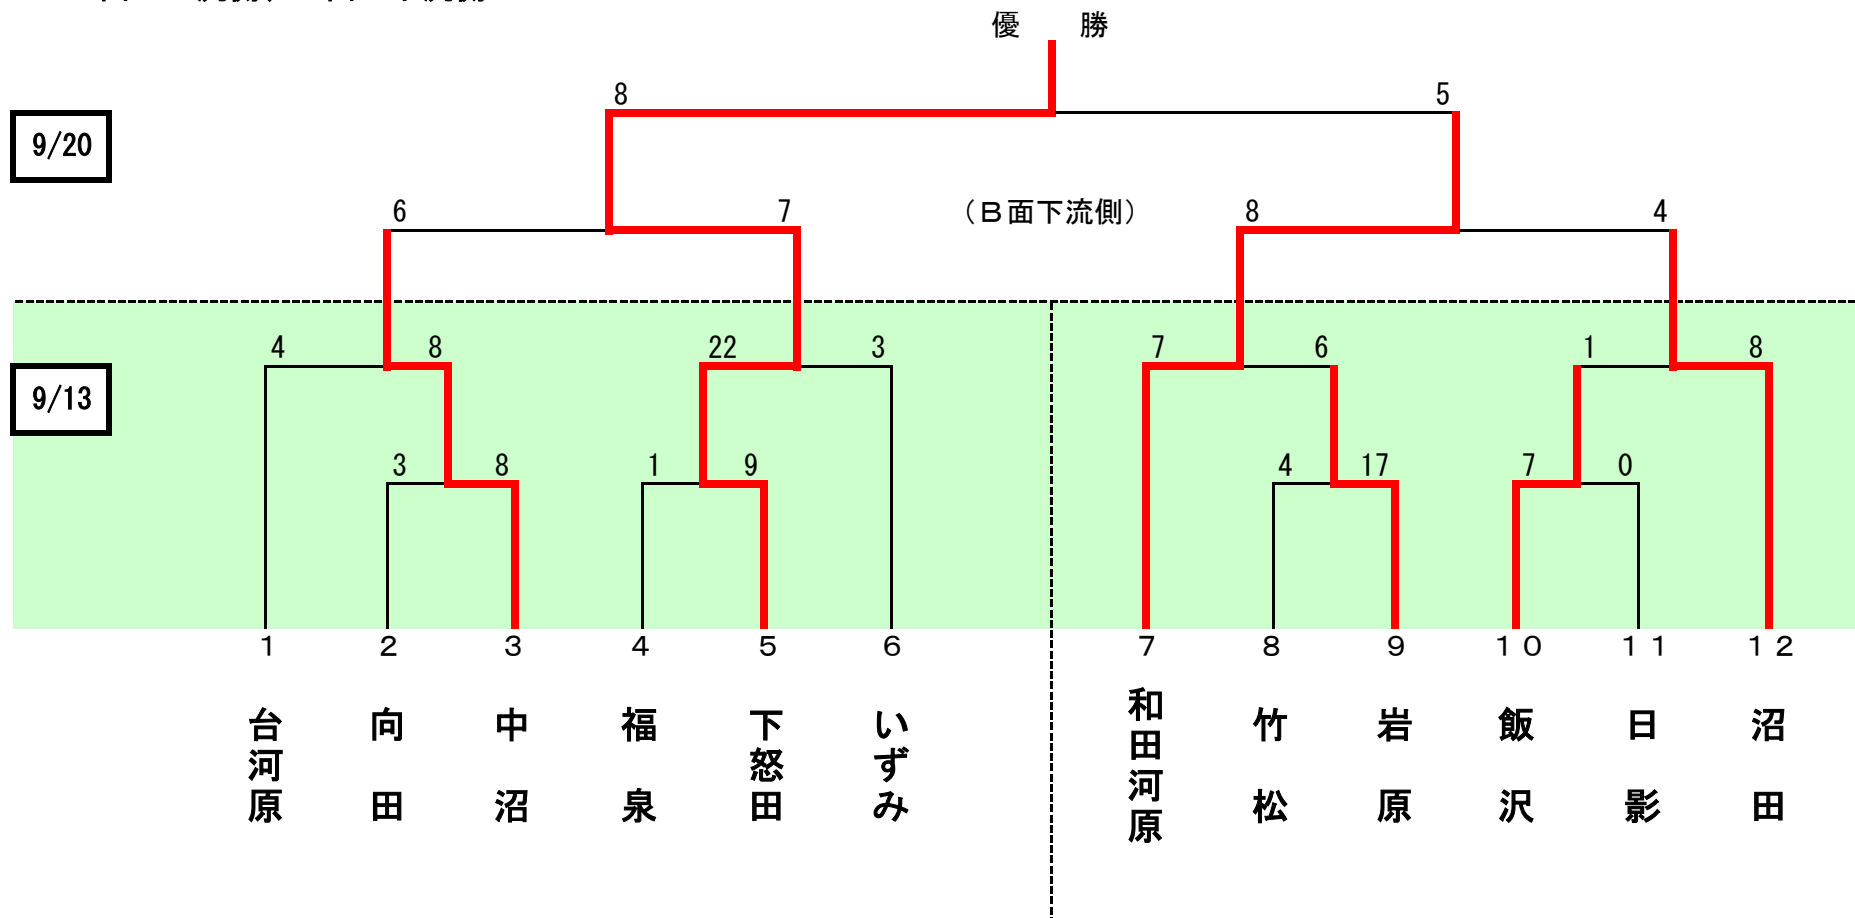 優 勝
8 5
9/20
6 7 (B面下流側) 8 4
4 8 22 3 7 6 1 8
9/13
3 8 1 9 4 17 7 0
1 2 3 4 5 6 7 8 9 10 11 12
台河原
向田
中沼
福泉
下怒田
いずみ
和田河原
竹松
岩原
飯沢
日影
沼田